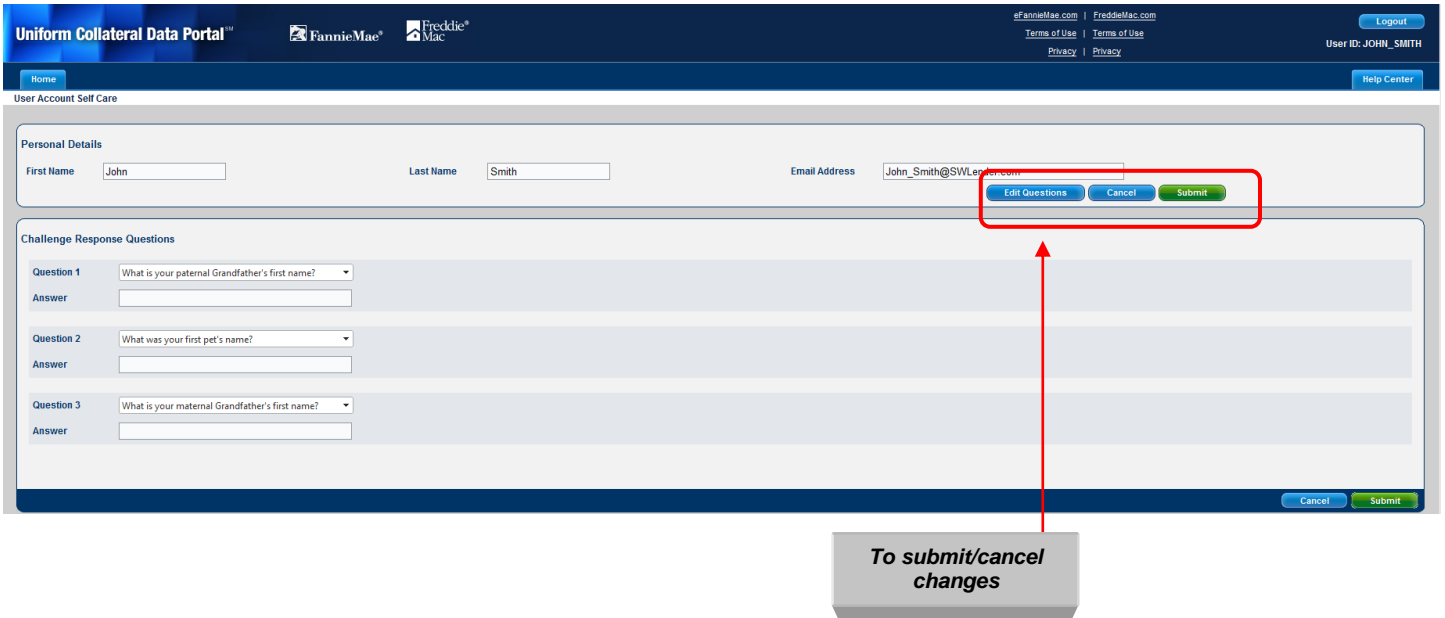 Uniform Collateral Data Portal℠
FannieMae®
Freddie® Mac
eFannieMae.com | FreddieMac.com
Terms of Use | Terms of Use
Privacy | Privacy
Logout
User ID: JOHN_SMITH
Home
Help Center
User Account Self Care
Personal Details
First Name John Last Name Smith Email Address John_Smith@SWLender.com
Edit Questions Cancel Submit
Challenge Response Questions
Question 1 What is your paternal Grandfather's first name?
Answer
Question 2 What was your first pet's name?
Answer
Question 3 What is your maternal Grandfather's first name?
Answer
Cancel Submit
To submit/cancel
changes